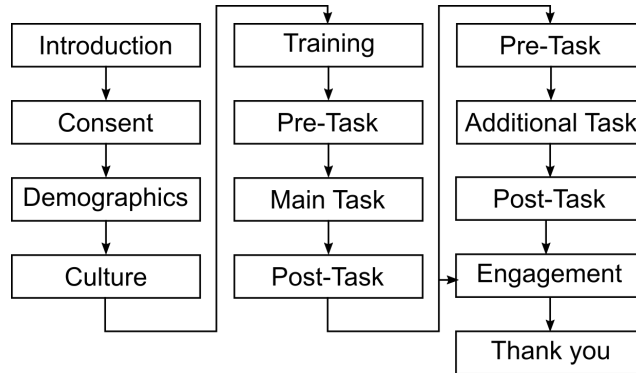 Introduction
Consent
Demographics
Culture
Training
Pre-Task
Main Task
Post-Task
Pre-Task
Additional Task
Post-Task
Engagement
Thank you